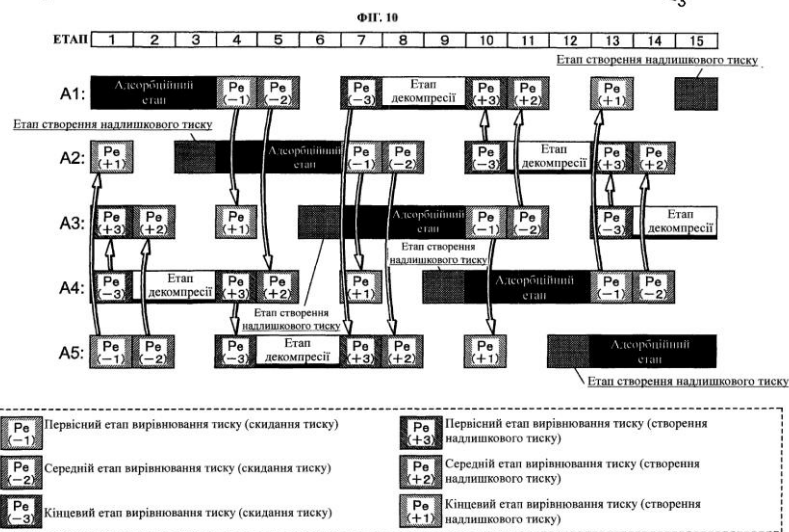 3
ФІГ. 10
ЕТАП 1 2 3 4 5 6 7 8 9 10 11 12 13 14 15
Етап створення надлишкового тиску
A1: Адсорбційний етап Pe (−1) Pe (−2) Pe (−3) Етап декомпресії Pe (+3) Pe (+2) Pe (+1)
Етап створення надлишкового тиску
A2: Pe (+1) Адсорбційний етап Pe (−1) Pe (−2) Pe (−3) Етап декомпресії Pe (+3) Pe (+2)
A3: Pe (+3) Pe (+2) Pe (+1) Адсорбційний етап Pe (−1) Pe (−2) Pe (−3) Етап декомпресії
Етап створення
надлишкового тиску
A4: Pe (−3) Етап декомпресії Pe (+3) Pe (+2) Pe (+1) Адсорбційний етап Pe (−1) Pe (−2)
Етап створення
надлишкового тиску
A5: Pe (−1) Pe (−2) Pe (−3) Етап декомпресії Pe (+3) Pe (+2) Pe (+1) Адсорбційний етап
Етап створення надлишкового тиску
Pe (−1) Первісний етап вирівнювання тиску (скидання тиску)
Pe (−2) Середній етап вирівнювання тиску (скидання тиску)
Pe (−3) Кінцевий етап вирівнювання тиску (скидання тиску)
Pe (+3) Первісний етап вирівнювання тиску (створення
надлишкового тиску)
Pe (+2) Середній етап вирівнювання тиску (створення
надлишкового тиску)
Pe (+1) Кінцевий етап вирівнювання тиску (створення
надлишкового тиску)